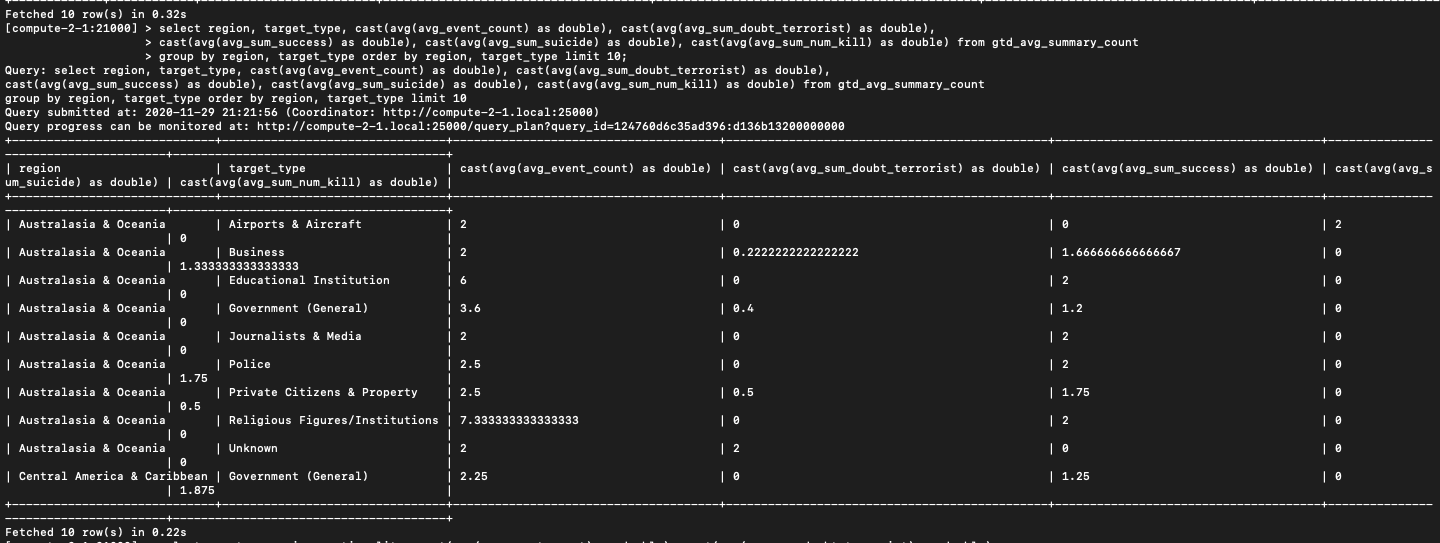 Fetched 10 row(s) in 0.32s
[compute-2-1:21000] > select region, target_type, cast(avg(avg_event_count) as double), cast(avg(avg_sum_doubt_terrorist) as double),
> cast(avg(avg_sum_success) as double), cast(avg(avg_sum_suicide) as double), cast(avg(avg_sum_num_kill) as double) from gtd_avg_summary_count
> group by region, target_type order by region, target_type limit 10;
Query: select region, target_type, cast(avg(avg_event_count) as double), cast(avg(avg_sum_doubt_terrorist) as double),
cast(avg(avg_sum_success) as double), cast(avg(avg_sum_suicide) as double), cast(avg(avg_sum_num_kill) as double) from gtd_avg_summary_count
group by region, target_type order by region, target_type limit 10
Query submitted at: 2020-11-29 21:21:56 (Coordinator: http://compute-2-1.local:25000)
Query progress can be monitored at: http://compute-2-1.local:25000/query_plan?query_id=124760d6c35ad396:d136b13200000000
| region | target_type | cast(avg(avg_event_count) as double) | cast(avg(avg_sum_doubt_terrorist) as double) | cast(avg(avg_sum_success) as double) | cast(avg(avg_s
um_suicide) as double) | cast(avg(avg_sum_num_kill) as double) |
| Australasia & Oceania | Airports & Aircraft | 2 | 0 | 0 | 2
| 0 |
| Australasia & Oceania | Business | 2 | 0.2222222222222222 | 1.666666666666667 | 0
| 1.333333333333333 |
| Australasia & Oceania | Educational Institution | 6 | 0 | 2 | 0
| 0 |
| Australasia & Oceania | Government (General) | 3.6 | 0.4 | 1.2 | 0
| 0 |
| Australasia & Oceania | Journalists & Media | 2 | 0 | 2 | 0
| 0 |
| Australasia & Oceania | Police | 2.5 | 0 | 2 | 0
| 1.75 |
| Australasia & Oceania | Private Citizens & Property | 2.5 | 0.5 | 1.75 | 0
| 0.5 |
| Australasia & Oceania | Religious Figures/Institutions | 7.333333333333333 | 0 | 2 | 0
| 0 |
| Australasia & Oceania | Unknown | 2 | 2 | 0 | 0
| 0 |
| Central America & Caribbean | Government (General) | 2.25 | 0 | 1.25 | 0
| 1.875 |
Fetched 10 row(s) in 0.22s